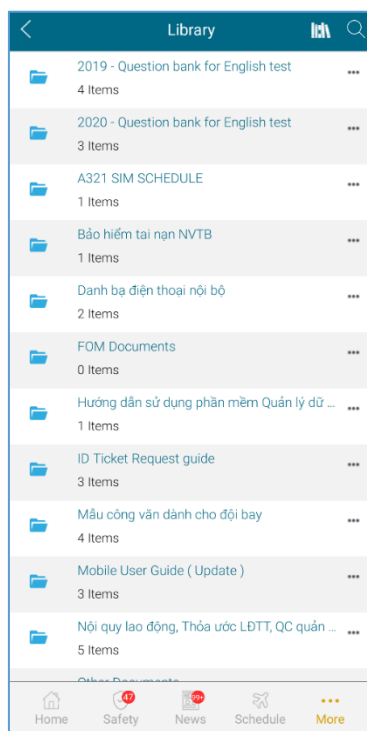 Library
2019 - Question bank for English test
4 Items
2020 - Question bank for English test
3 Items
A321 SIM SCHEDULE
1 Items
Bảo hiểm tai nạn NVTB
1 Items
Danh bạ điện thoại nội bộ
2 Items
FOM Documents
0 Items
Hướng dẫn sử dụng phần mềm Quản lý dữ ...
1 Items
ID Ticket Request guide
3 Items
Mẫu công văn dành cho đội bay
4 Items
Mobile User Guide ( Update )
3 Items
Nội quy lao động, Thỏa ước LĐTT, QC quản ...
5 Items
Other Documents
47 99+
Home Safety News Schedule More